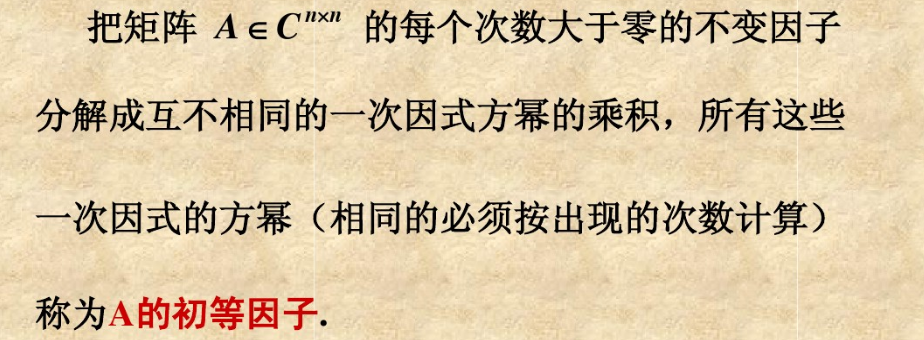 把矩阵 A ∈ C^{n×n} 的每个次数大于零的不变因子
分解成互不相同的一次因式方幂的乘积，所有这些
一次因式的方幂（相同的必须按出现的次数计算）
称为A的初等因子.